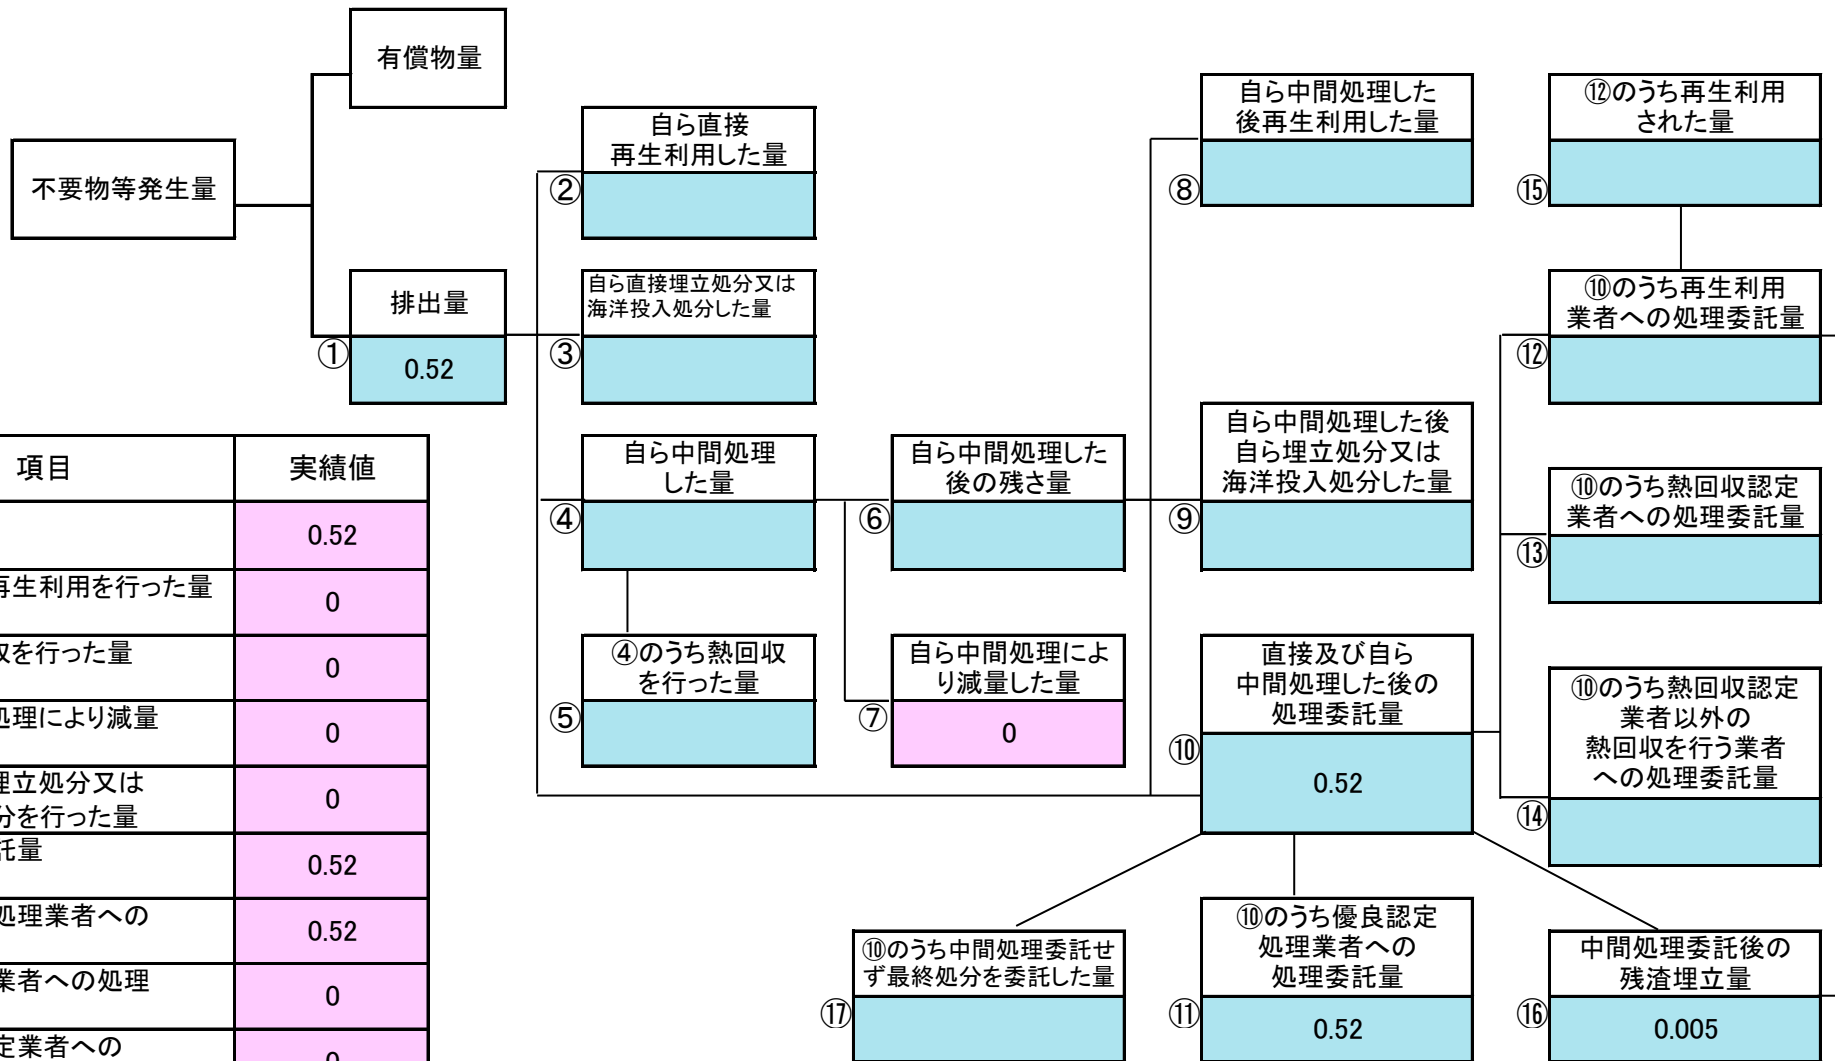 有償物量
不要物等発生量
排出量
①
0.52
自ら直接
再生利用した量
②
自ら直接埋立処分又は
海洋投入処分した量
③
自ら中間処理
した量
④
④のうち熱回収
を行った量
⑤
自ら中間処理した
後の残さ量
⑥
自ら中間処理によ
り減量した量
⑦
0
自ら中間処理した
後再生利用した量
⑧
自ら中間処理した後
自ら埋立処分又は
海洋投入処分した量
⑨
直接及び自ら
中間処理した後の
処理委託量
⑩
0.52
⑫のうち再生利用
された量
⑮
⑩のうち再生利用
業者への処理委託量
⑫
⑩のうち熱回収認定
業者への処理委託量
⑬
⑩のうち熱回収認定
業者以外の
熱回収を行う業者
への処理委託量
⑭
⑩のうち中間処理委託せ
ず最終処分を委託した量
⑰
⑩のうち優良認定
処理業者への
処理委託量
⑪
0.52
中間処理委託後の
残渣埋立量
⑯
0.005
項目 実績値
0.52
再生利用を行った量 0
を行った量 0
処理により減量 0
埋立処分又は
分を行った量 0
託量 0.52
処理業者への 0.52
業者への処理 0
定業者への 0